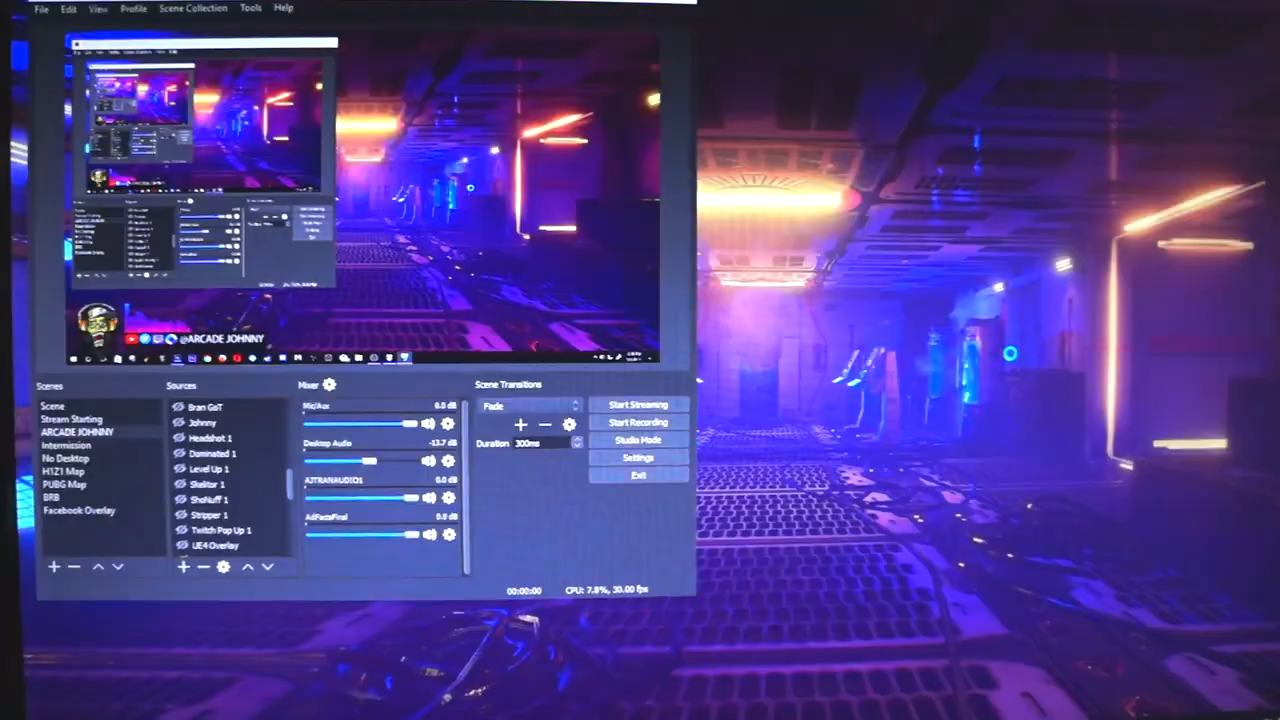 File Edit View Profile Scene Collection Tools Help
@ARCADE JOHNNY
Scenes
Scene
Stream Starting
ARCADE JOHNNY
Intermission
No Desktop
H1Z1 Map
PUBG Map
BRB
Facebook Overlay
Sources
Bran GoT
Johnny
Headshot 1
Dominated 1
Level Up 1
Skeltor 1
ShoNuff 1
Stripper 1
Twitch Pop Up 1
UE4 Overlay
Mixer
Mic/Aux 0.0 dB
Desktop Audio -13.7 dB
AJTRANAUDIO1 0.0 dB
AdFactsFinal 0.0 dB
Scene Transitions
Fade
Duration 300ms
Start Streaming
Start Recording
Studio Mode
Settings
Exit
00:00:00 CPU: 7.8%, 30.00 fps